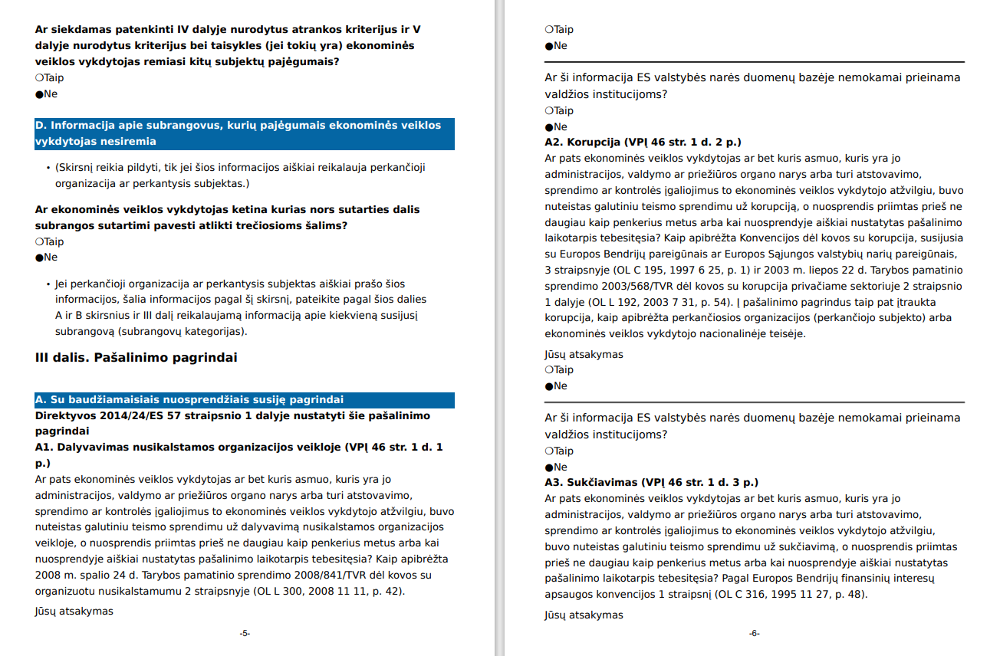 Ar siekdamas patenkinti IV dalyje nurodytus atrankos kriterijus ir V
dalyje nurodytus kriterijus bei taisykles (jei tokių yra) ekonominės
veiklos vykdytojas remiasi kitų subjektų pajėgumais?
❍Taip
●Ne
D. Informacija apie subrangovus, kurių pajėgumais ekonominės veiklos
vykdytojas nesiremia
• (Skirsnį reikia pildyti, tik jei šios informacijos aiškiai reikalauja perkančioji
organizacija ar perkantysis subjektas.)
Ar ekonominės veiklos vykdytojas ketina kurias nors sutarties dalis
subrangos sutartimi pavesti atlikti trečiosioms šalims?
❍Taip
●Ne
• Jei perkančioji organizacija ar perkantysis subjektas aiškiai prašo šios
informacijos, šalia informacijos pagal šį skirsnį, pateikite pagal šios dalies
A ir B skirsnius ir III dalį reikalaujamą informaciją apie kiekvieną susijusį
subrangovą (subrangovų kategorijas).
III dalis. Pašalinimo pagrindai
A. Su baudžiamaisiais nuosprendžiais susiję pagrindai
Direktyvos 2014/24/ES 57 straipsnio 1 dalyje nustatyti šie pašalinimo
pagrindai
A1. Dalyvavimas nusikalstamos organizacijos veikloje (VPĮ 46 str. 1 d. 1
p.)
Ar pats ekonominės veiklos vykdytojas ar bet kuris asmuo, kuris yra jo
administracijos, valdymo ar priežiūros organo narys arba turi atstovavimo,
sprendimo ar kontrolės įgaliojimus to ekonominės veiklos vykdytojo atžvilgiu, buvo
nuteistas galutiniu teismo sprendimu už dalyvavimą nusikalstamos organizacijos
veikloje, o nuosprendis priimtas prieš ne daugiau kaip penkerius metus arba kai
nuosprendyje aiškiai nustatytas pašalinimo laikotarpis tebesitęsia? Kaip apibrėžta
2008 m. spalio 24 d. Tarybos pamatinio sprendimo 2008/841/TVR dėl kovos su
organizuotu nusikalstamumu 2 straipsnyje (OL L 300, 2008 11 11, p. 42).
Jūsų atsakymas
-5-
❍Taip
●Ne
Ar ši informacija ES valstybės narės duomenų bazėje nemokamai prieinama
valdžios institucijoms?
❍Taip
●Ne
A2. Korupcija (VPĮ 46 str. 1 d. 2 p.)
Ar pats ekonominės veiklos vykdytojas ar bet kuris asmuo, kuris yra jo
administracijos, valdymo ar priežiūros organo narys arba turi atstovavimo,
sprendimo ar kontrolės įgaliojimus to ekonominės veiklos vykdytojo atžvilgiu, buvo
nuteistas galutiniu teismo sprendimu už korupciją, o nuosprendis priimtas prieš ne
daugiau kaip penkerius metus arba kai nuosprendyje aiškiai nustatytas pašalinimo
laikotarpis tebesitęsia? Kaip apibrėžta Konvencijos dėl kovos su korupcija, susijusia
su Europos Bendrijų pareigūnais ar Europos Sąjungos valstybių narių pareigūnais,
3 straipsnyje (OL C 195, 1997 6 25, p. 1) ir 2003 m. liepos 22 d. Tarybos pamatinio
sprendimo 2003/568/TVR dėl kovos su korupcija privačiame sektoriuje 2 straipsnio
1 dalyje (OL L 192, 2003 7 31, p. 54). Į pašalinimo pagrindus taip pat įtraukta
korupcija, kaip apibrėžta perkančiosios organizacijos (perkančiojo subjekto) arba
ekonominės veiklos vykdytojo nacionalinėje teisėje.
Jūsų atsakymas
❍Taip
●Ne
Ar ši informacija ES valstybės narės duomenų bazėje nemokamai prieinama
valdžios institucijoms?
❍Taip
●Ne
A3. Sukčiavimas (VPĮ 46 str. 1 d. 3 p.)
Ar pats ekonominės veiklos vykdytojas ar bet kuris asmuo, kuris yra jo
administracijos, valdymo ar priežiūros organo narys arba turi atstovavimo,
sprendimo ar kontrolės įgaliojimus to ekonominės veiklos vykdytojo atžvilgiu,
buvo nuteistas galutiniu teismo sprendimu už sukčiavimą, o nuosprendis priimtas
prieš ne daugiau kaip penkerius metus arba kai nuosprendyje aiškiai nustatytas
pašalinimo laikotarpis tebesitęsia? Pagal Europos Bendrijų finansinių interesų
apsaugos konvencijos 1 straipsnį (OL C 316, 1995 11 27, p. 48).
Jūsų atsakymas
-6-